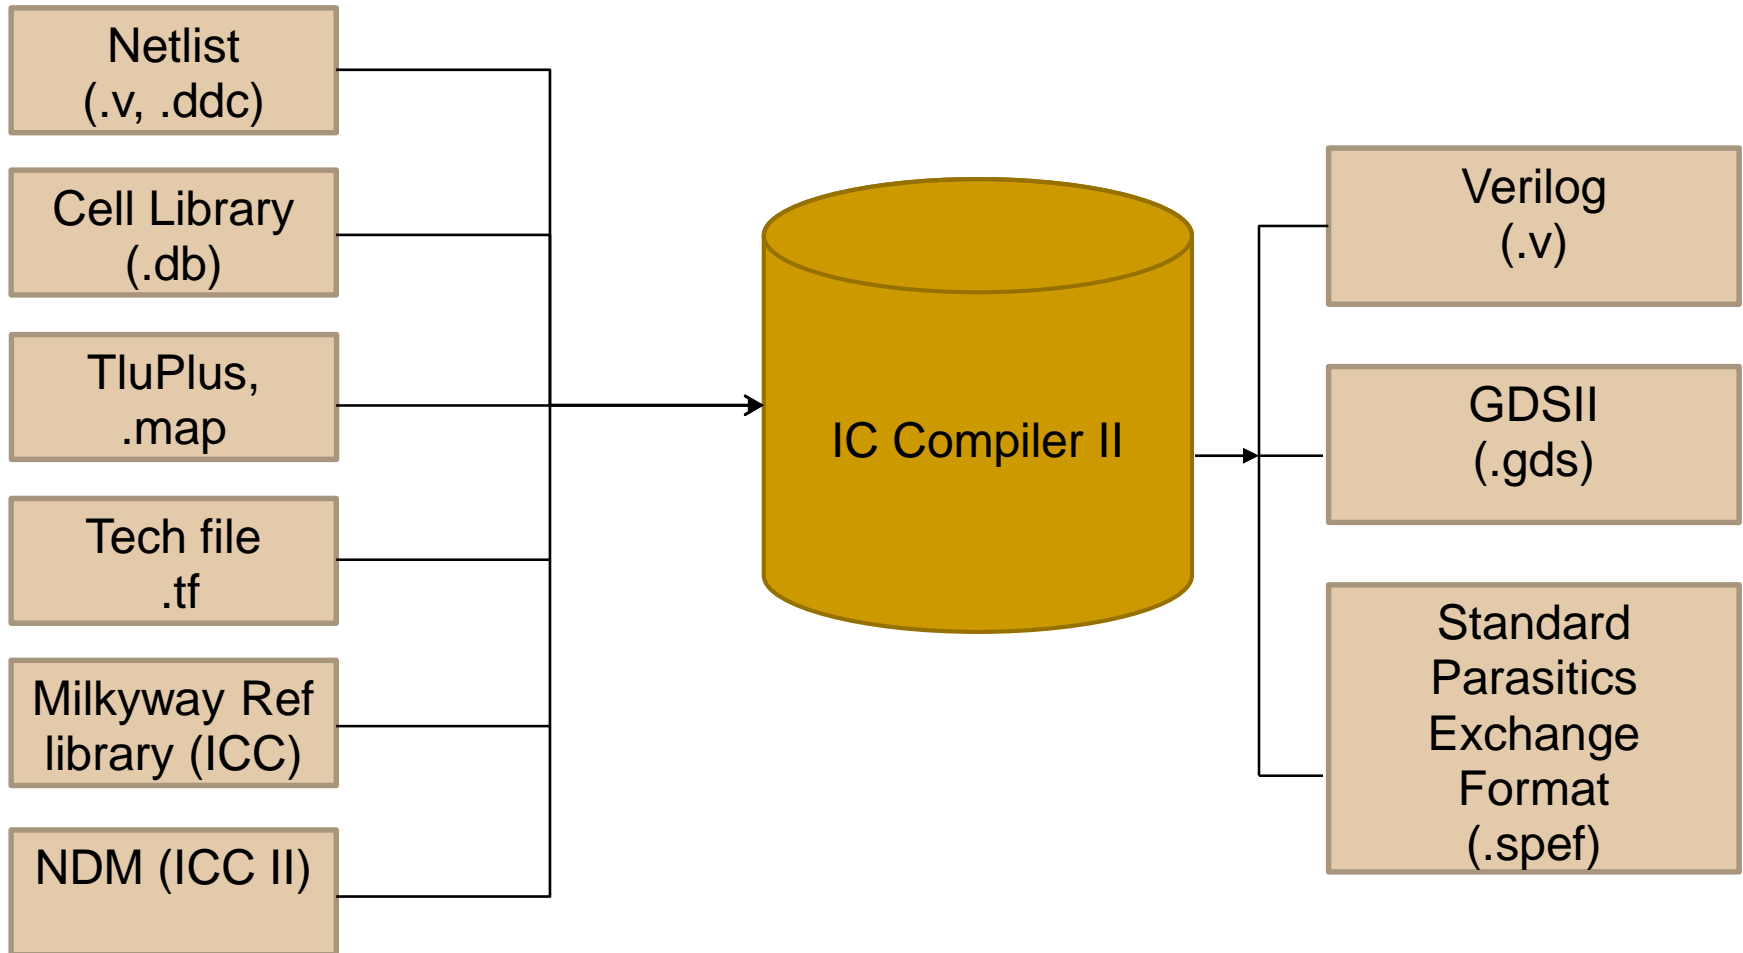 Netlist
(.v, .ddc)
Cell Library
(.db)
TluPlus,
.map
Tech file
.tf
Milkyway Ref
library (ICC)
NDM (ICC II)
IC Compiler II
Verilog
(.v)
GDSII
(.gds)
Standard
Parasitics
Exchange
Format
(.spef)